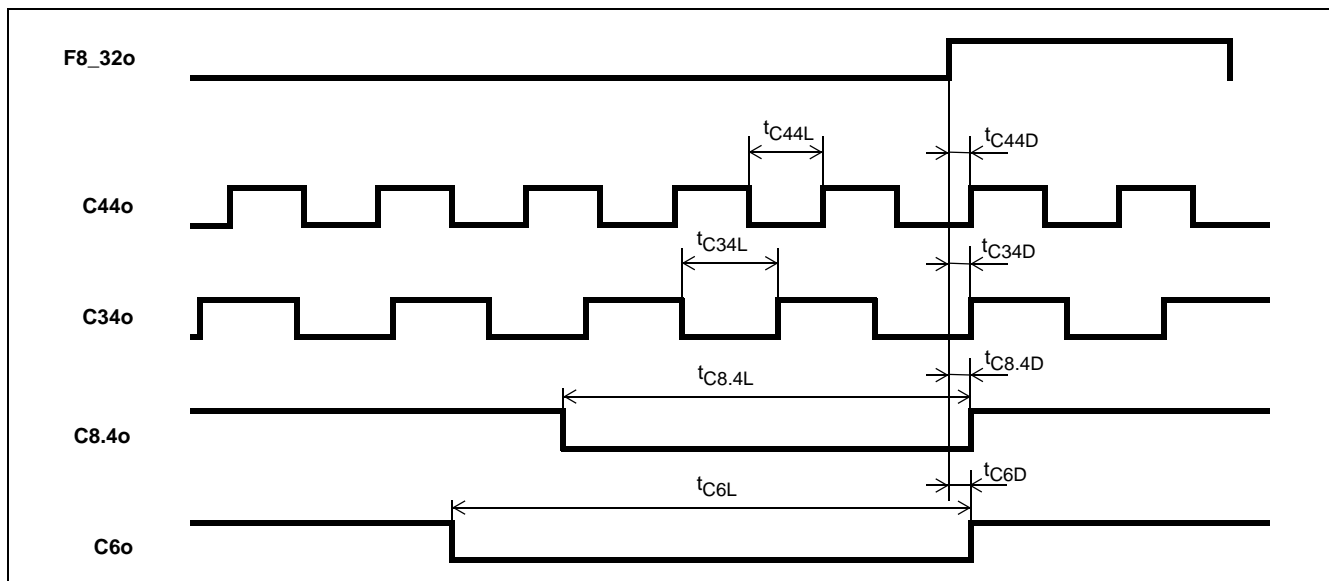 F8_32o
tC44L
tC44D
C44o
tC34L
tC34D
C34o
tC8.4L
tC8.4D
C8.4o
tC6L
tC6D
C6o